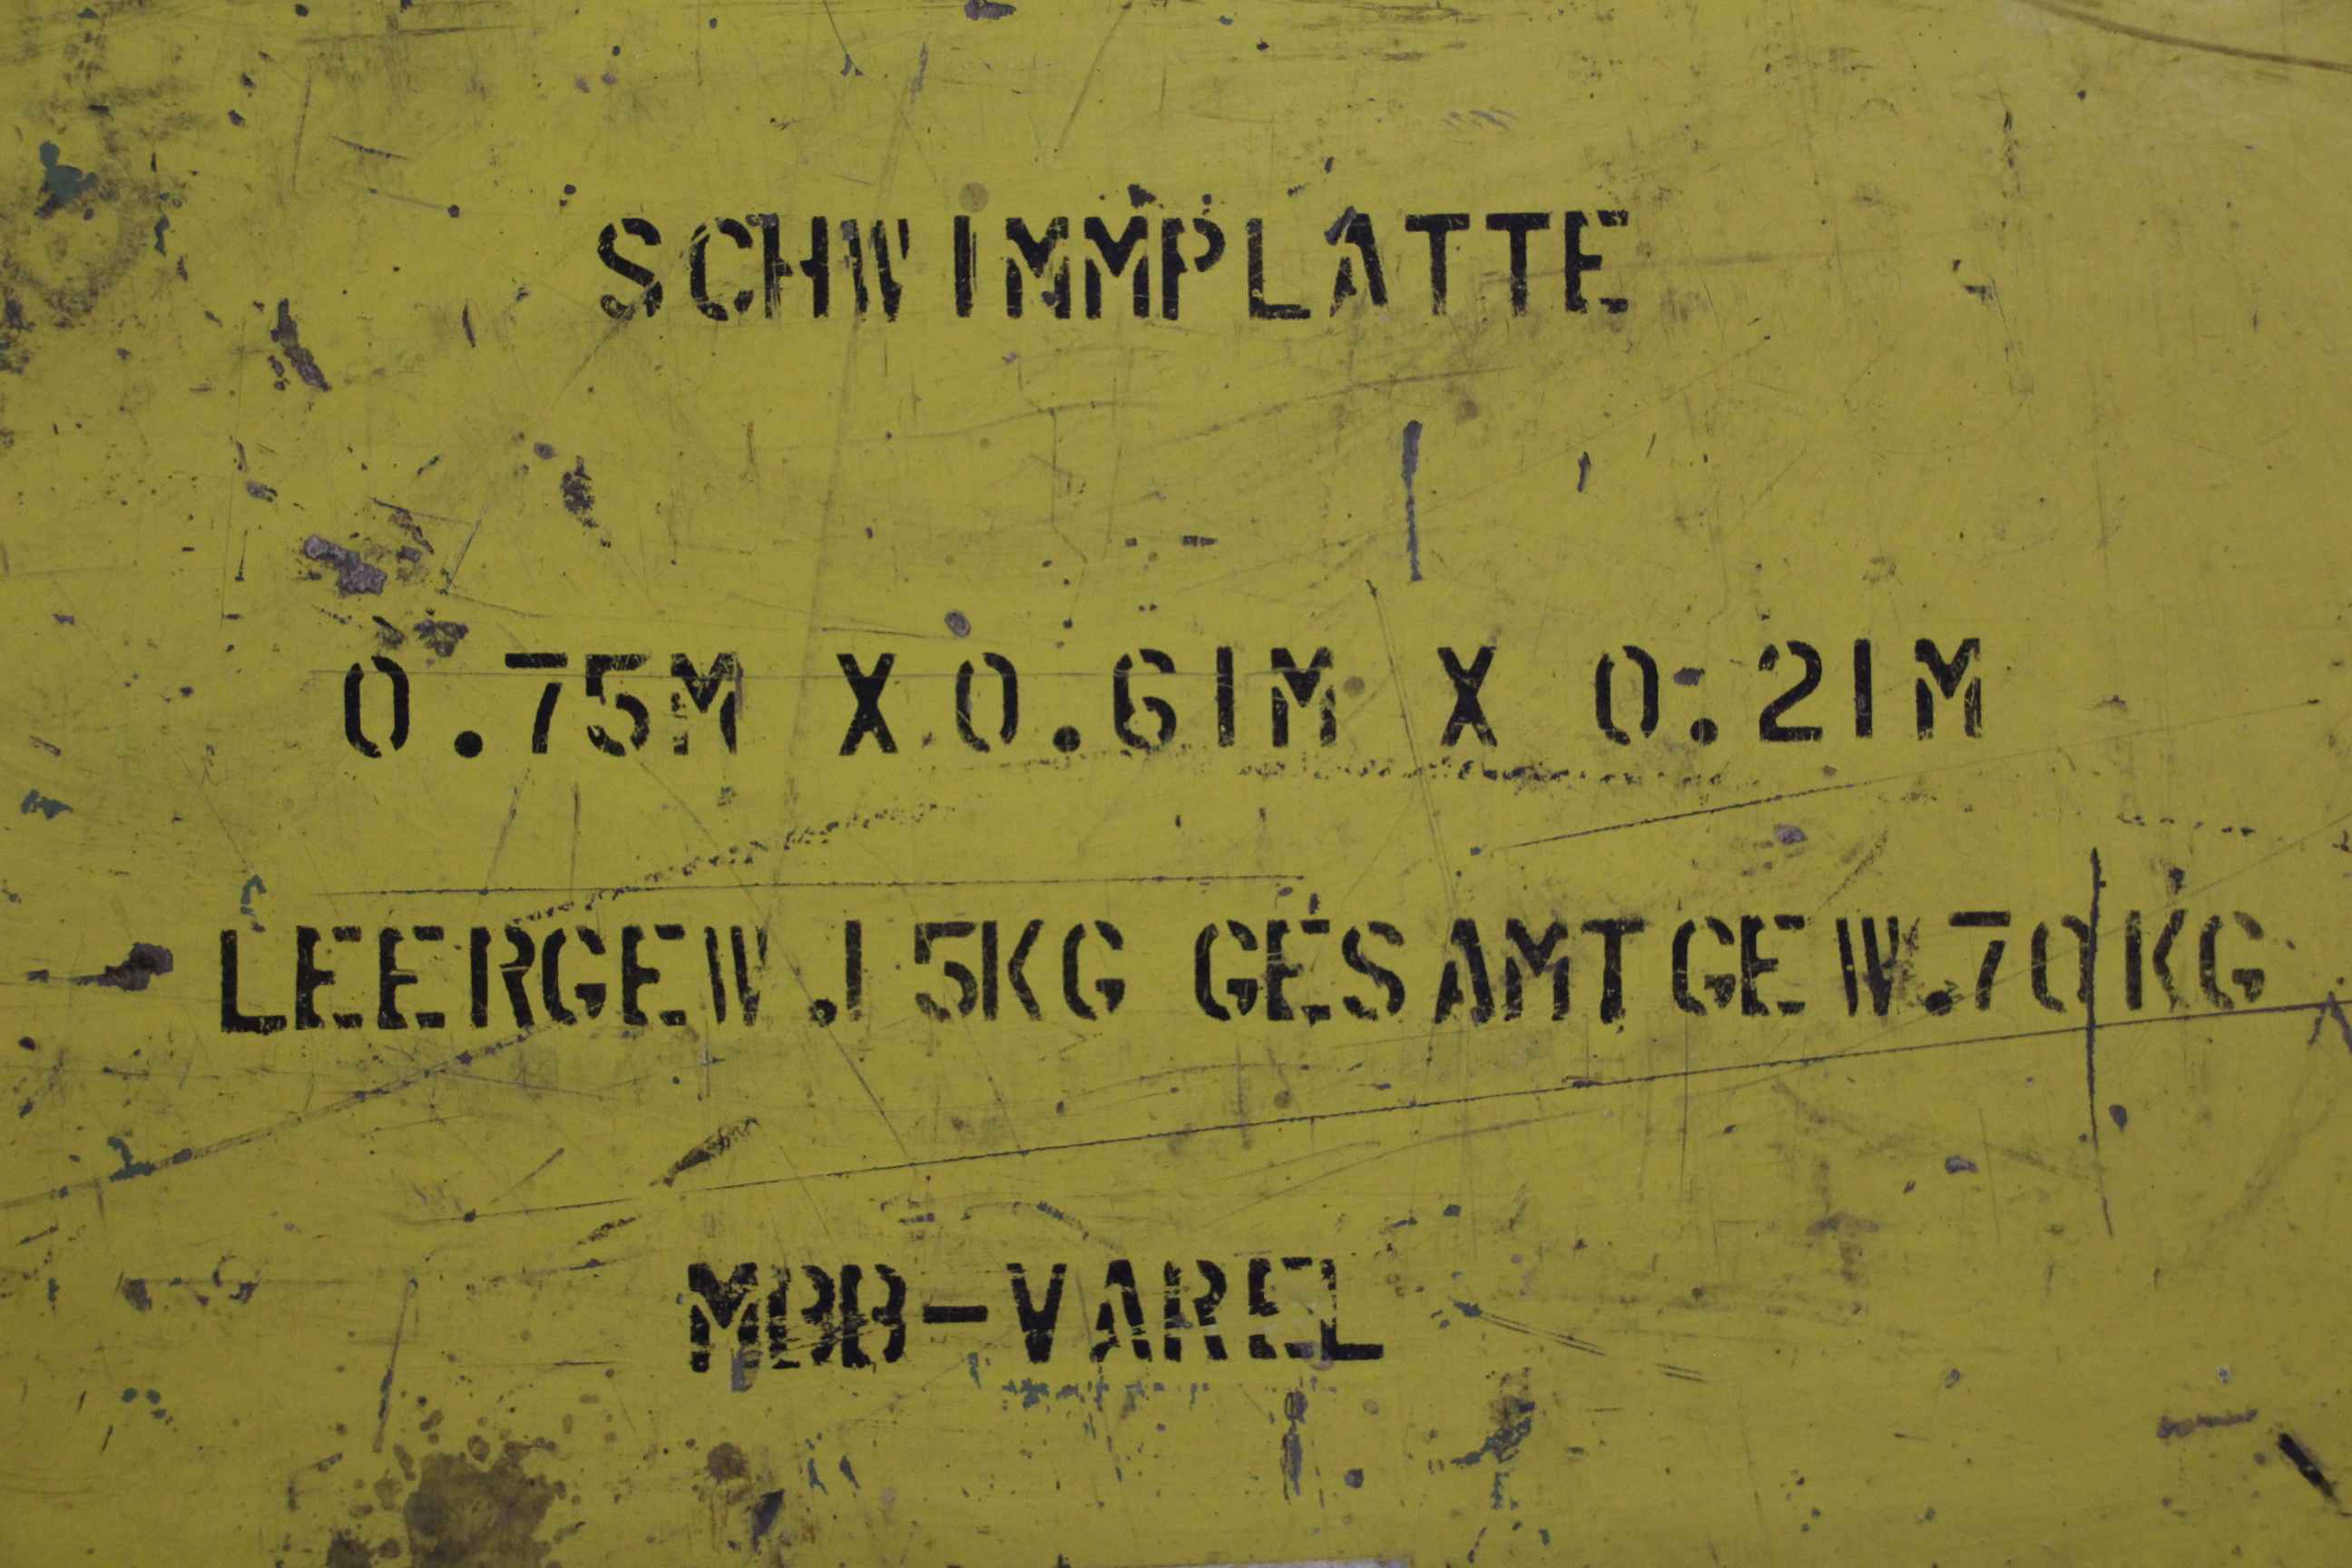 SCHWIMMPLATTE
0.75M X 0.61M X 0.21M
LEERGEW.15KG GESAMTGEW.70KG
MBB-VAREL